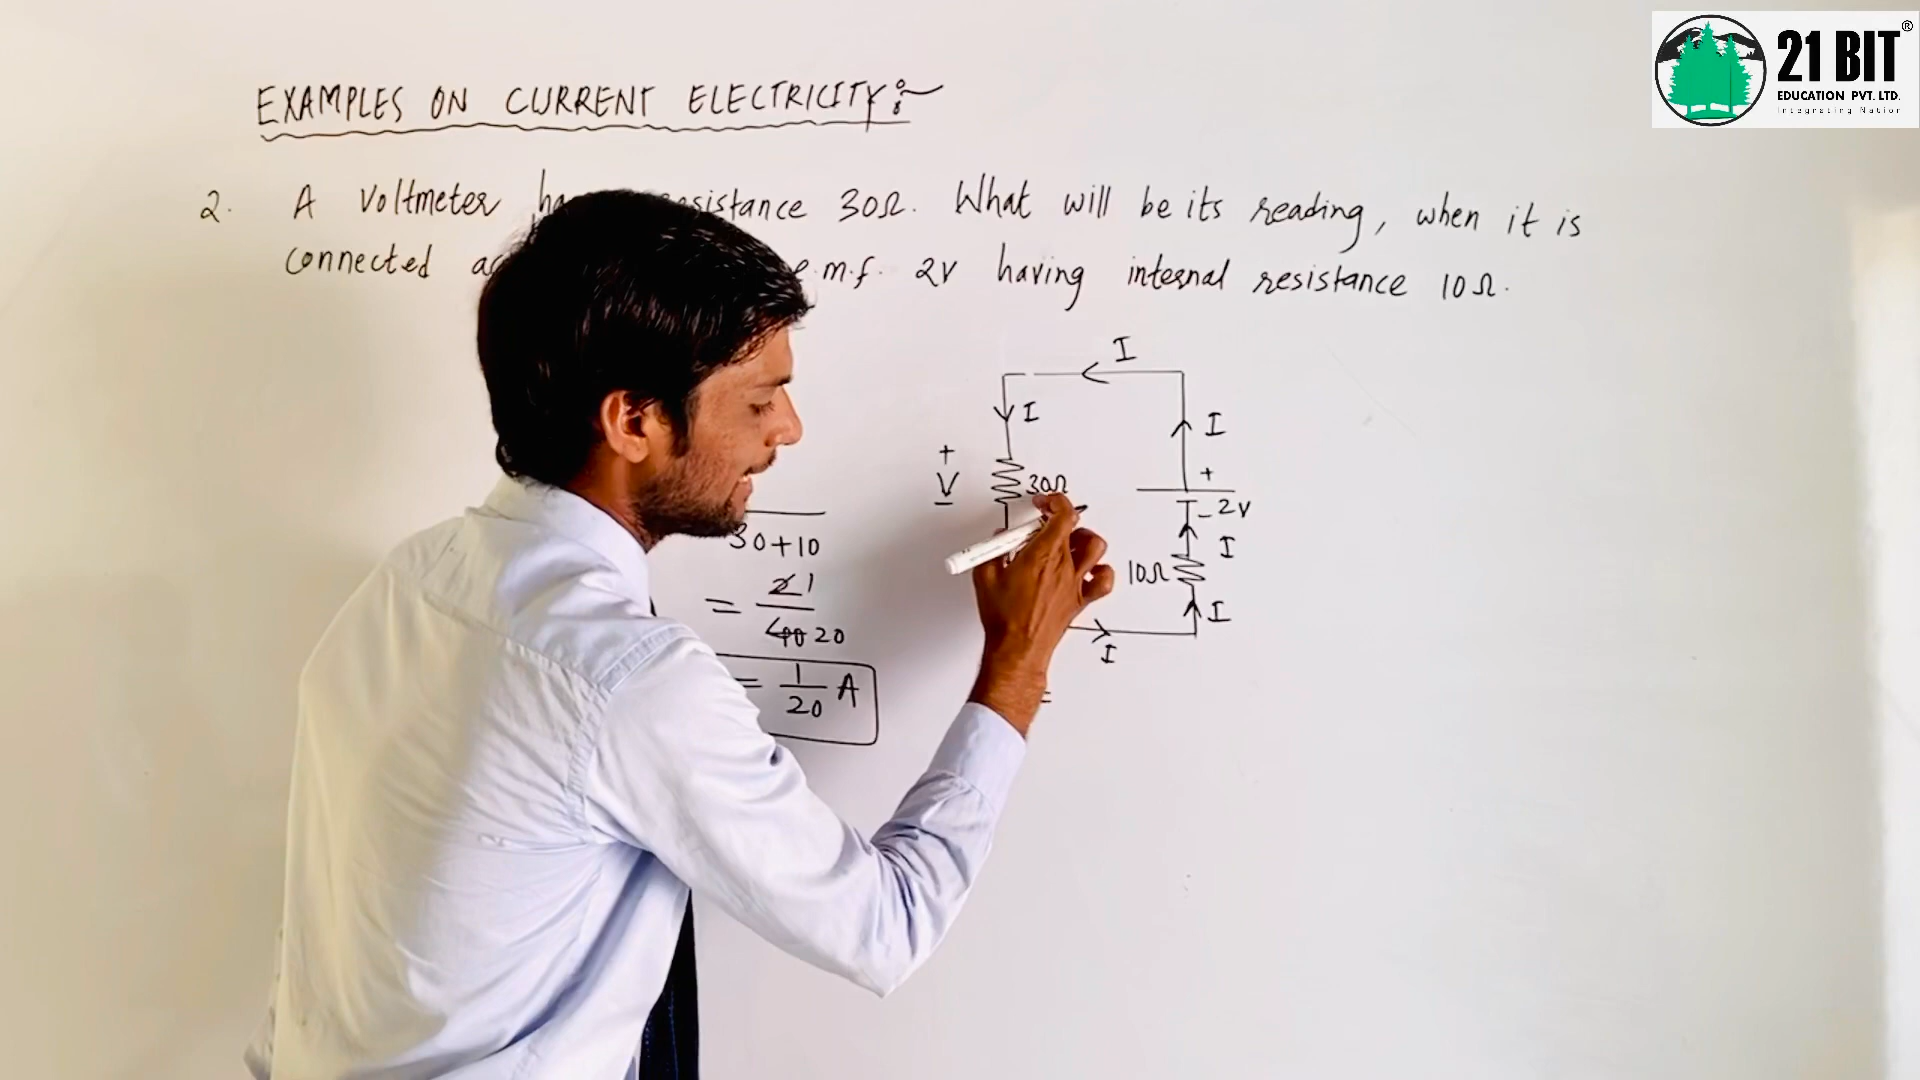 21 BIT®
EDUCATION PVT. LTD.
Integrating Nation
EXAMPLES ON CURRENT ELECTRICITY:-
2. A Voltmeter resistance 30Ω. What will be its reading, when it is
connected e.m.f. 2V having internal resistance 10Ω.
I
I
I
+
V
30Ω
+
- 2V
I
10Ω
I
I
30+10
= 2 1
40 20
= 1/20 A
=